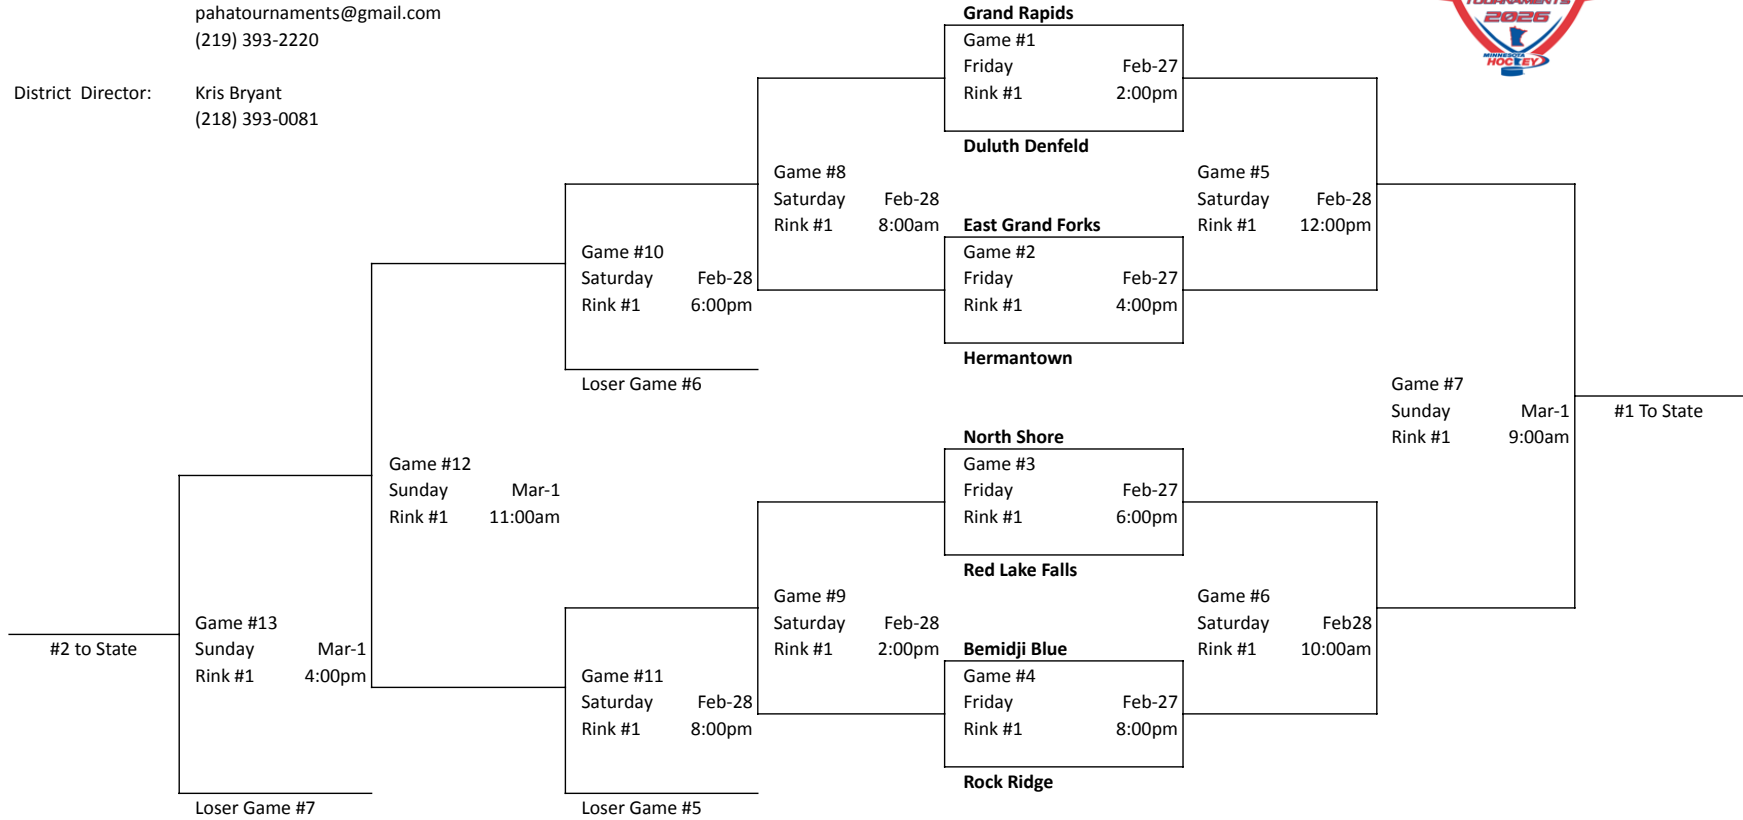 pahatournaments@gmail.com
(219) 393-2220
District Director: Kris Bryant
(218) 393-0081
TOURNAMENTS
2026
MINNESOTA
HOCKEY
Grand Rapids
Game #1
Friday Feb-27
Rink #1 2:00pm
Duluth Denfeld
Game #8
Saturday Feb-28
Rink #1 8:00am
Game #5
Saturday Feb-28
Rink #1 12:00pm
East Grand Forks
Game #2
Friday Feb-27
Rink #1 4:00pm
Hermantown
Game #10
Saturday Feb-28
Rink #1 6:00pm
Loser Game #6
Game #7
Sunday Mar-1
Rink #1 9:00am
#1 To State
North Shore
Game #3
Friday Feb-27
Rink #1 6:00pm
Red Lake Falls
Game #12
Sunday Mar-1
Rink #1 11:00am
Game #9
Saturday Feb-28
Rink #1 2:00pm
Game #6
Saturday Feb28
Rink #1 10:00am
Bemidji Blue
Game #4
Friday Feb-27
Rink #1 8:00pm
Rock Ridge
Game #13
Sunday Mar-1
Rink #1 4:00pm
#2 to State
Game #11
Saturday Feb-28
Rink #1 8:00pm
Loser Game #7
Loser Game #5